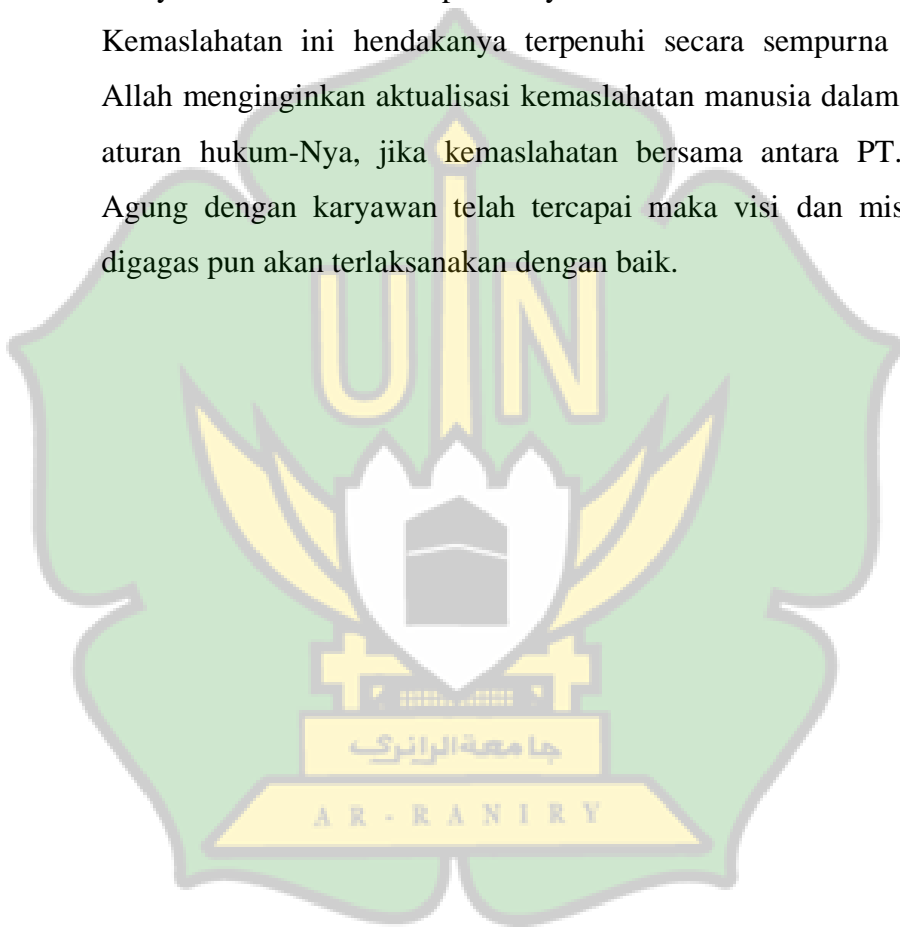 Kemaslahatan ini hendakanya terpenuhi secara sempurna
Allah menginginkan aktualisasi kemaslahatan manusia dalam
aturan hukum-Nya, jika kemaslahatan bersama antara PT.
Agung dengan karyawan telah tercapai maka visi dan mis
digagas pun akan terlaksanakan dengan baik.
UIN
جامعة الرانري
AR-RANIRY